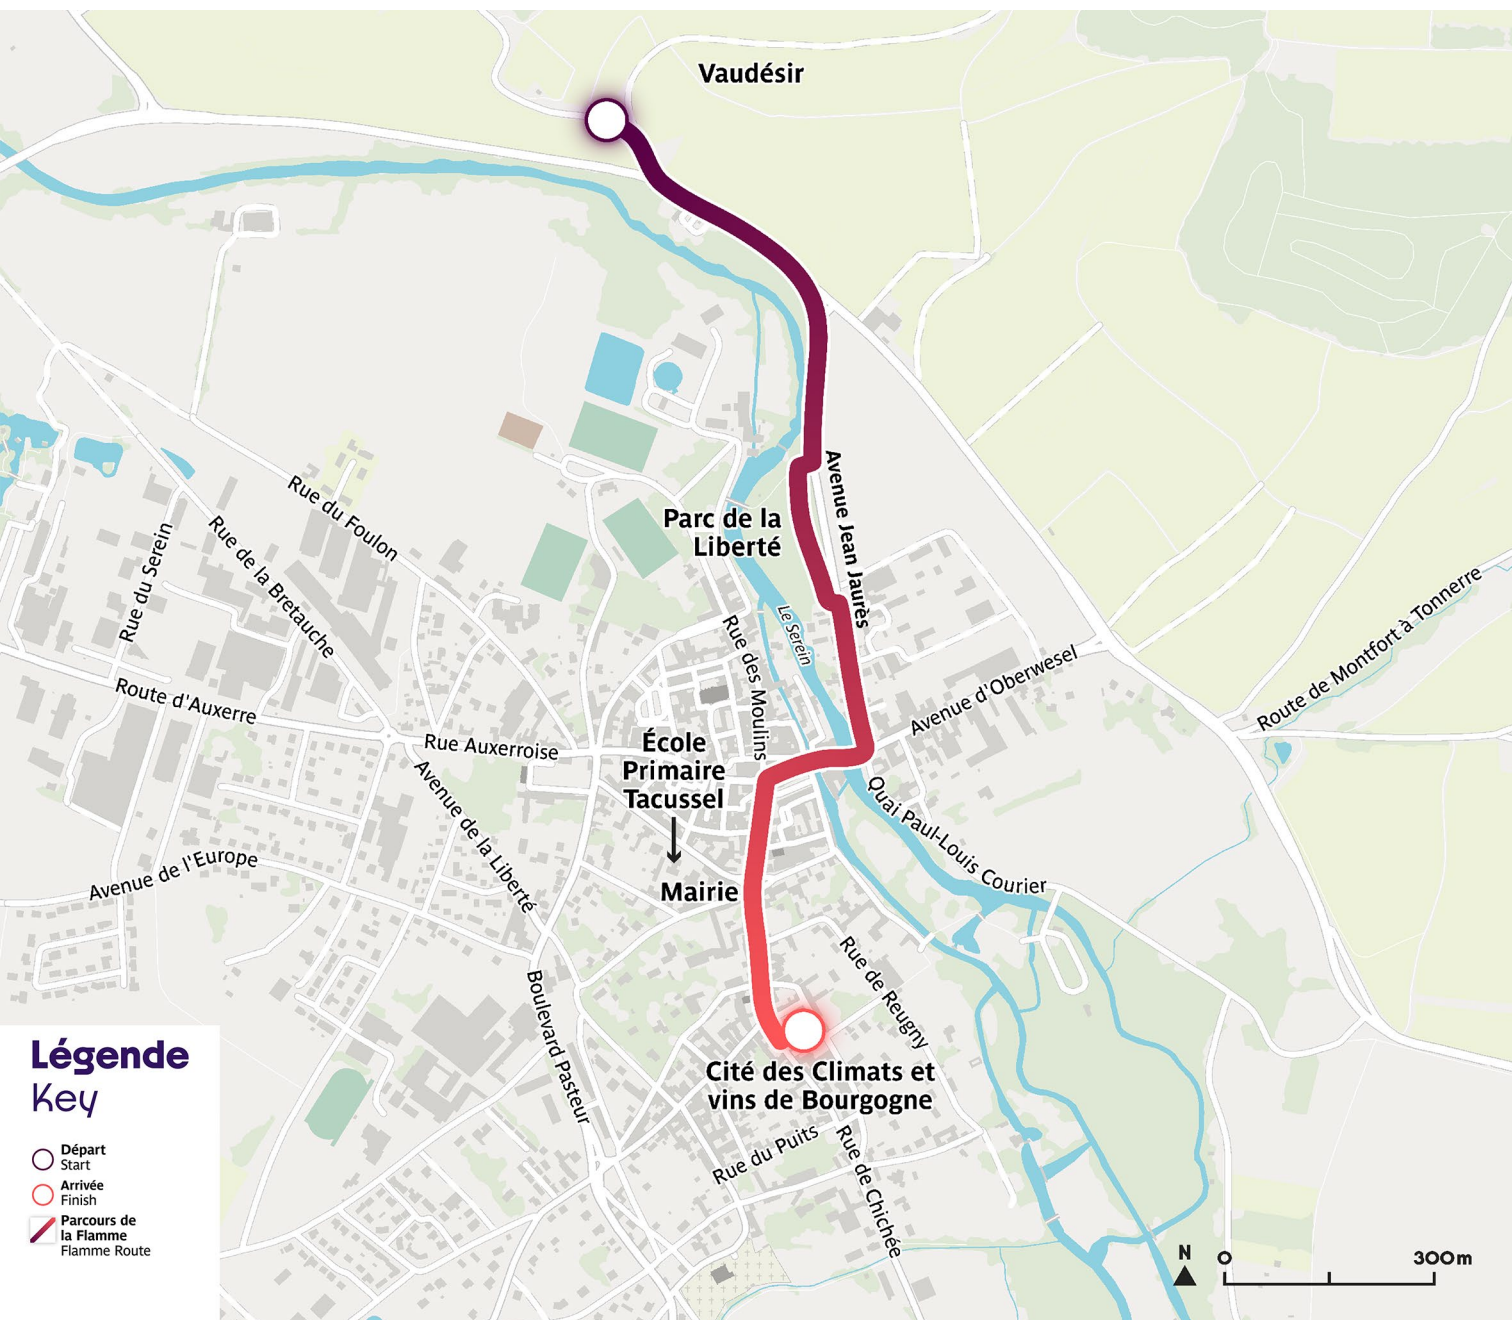 Vaudésir
Avenue Jean Jaurès
Parc de la
Liberté
Le Serein
Rue du Foulon
Rue de la Bretauche
Rue du Serein
Rue des Moulins
Route d'Auxerre
Rue Auxerroise
École
Primaire
Tacussel
Mairie
Avenue d'Oberwesel
Route de Montfort à Tonnerre
Quai Paul-Louis Courier
Avenue de la Liberté
Avenue de l'Europe
Boulevard Pasteur
Rue de Reugny
Cité des Climats et
vins de Bourgogne
Rue du Puits
Rue de Chichée
Légende
Key
Départ
Start
Arrivée
Finish
Parcours de
la Flamme
Flamme Route
N
0
300m